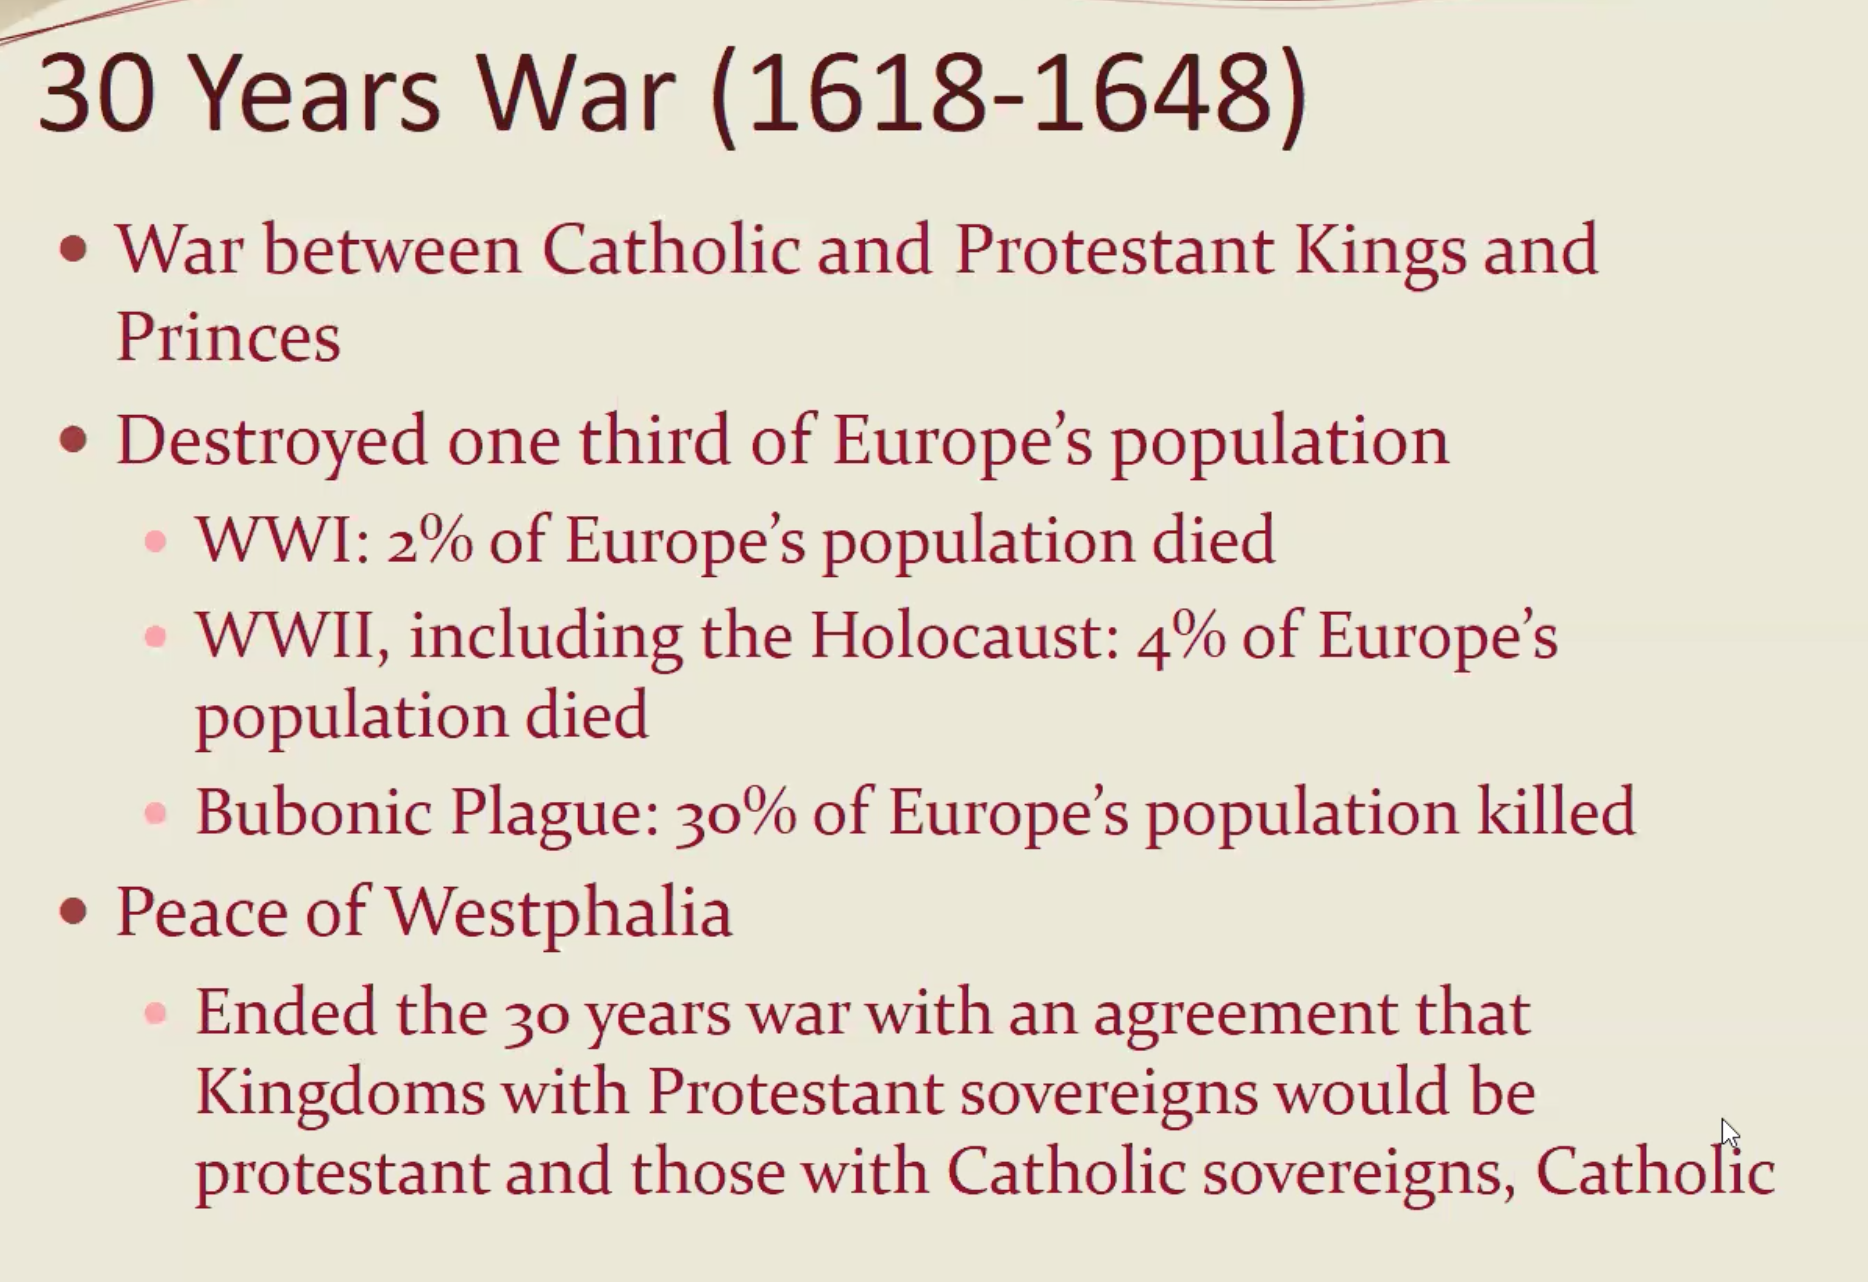 30 Years War (1618-1648)
War between Catholic and Protestant Kings and
Princes
Destroyed one third of Europe's population
WWI: 2% of Europe's population died
WWII, including the Holocaust: 4% of Europe's
population died
Bubonic Plague: 30% of Europe's population killed
Peace of Westphalia
Ended the 30 years war with an agreement that
Kingdoms with Protestant sovereigns would be
protestant and those with Catholic sovereigns, Catholic